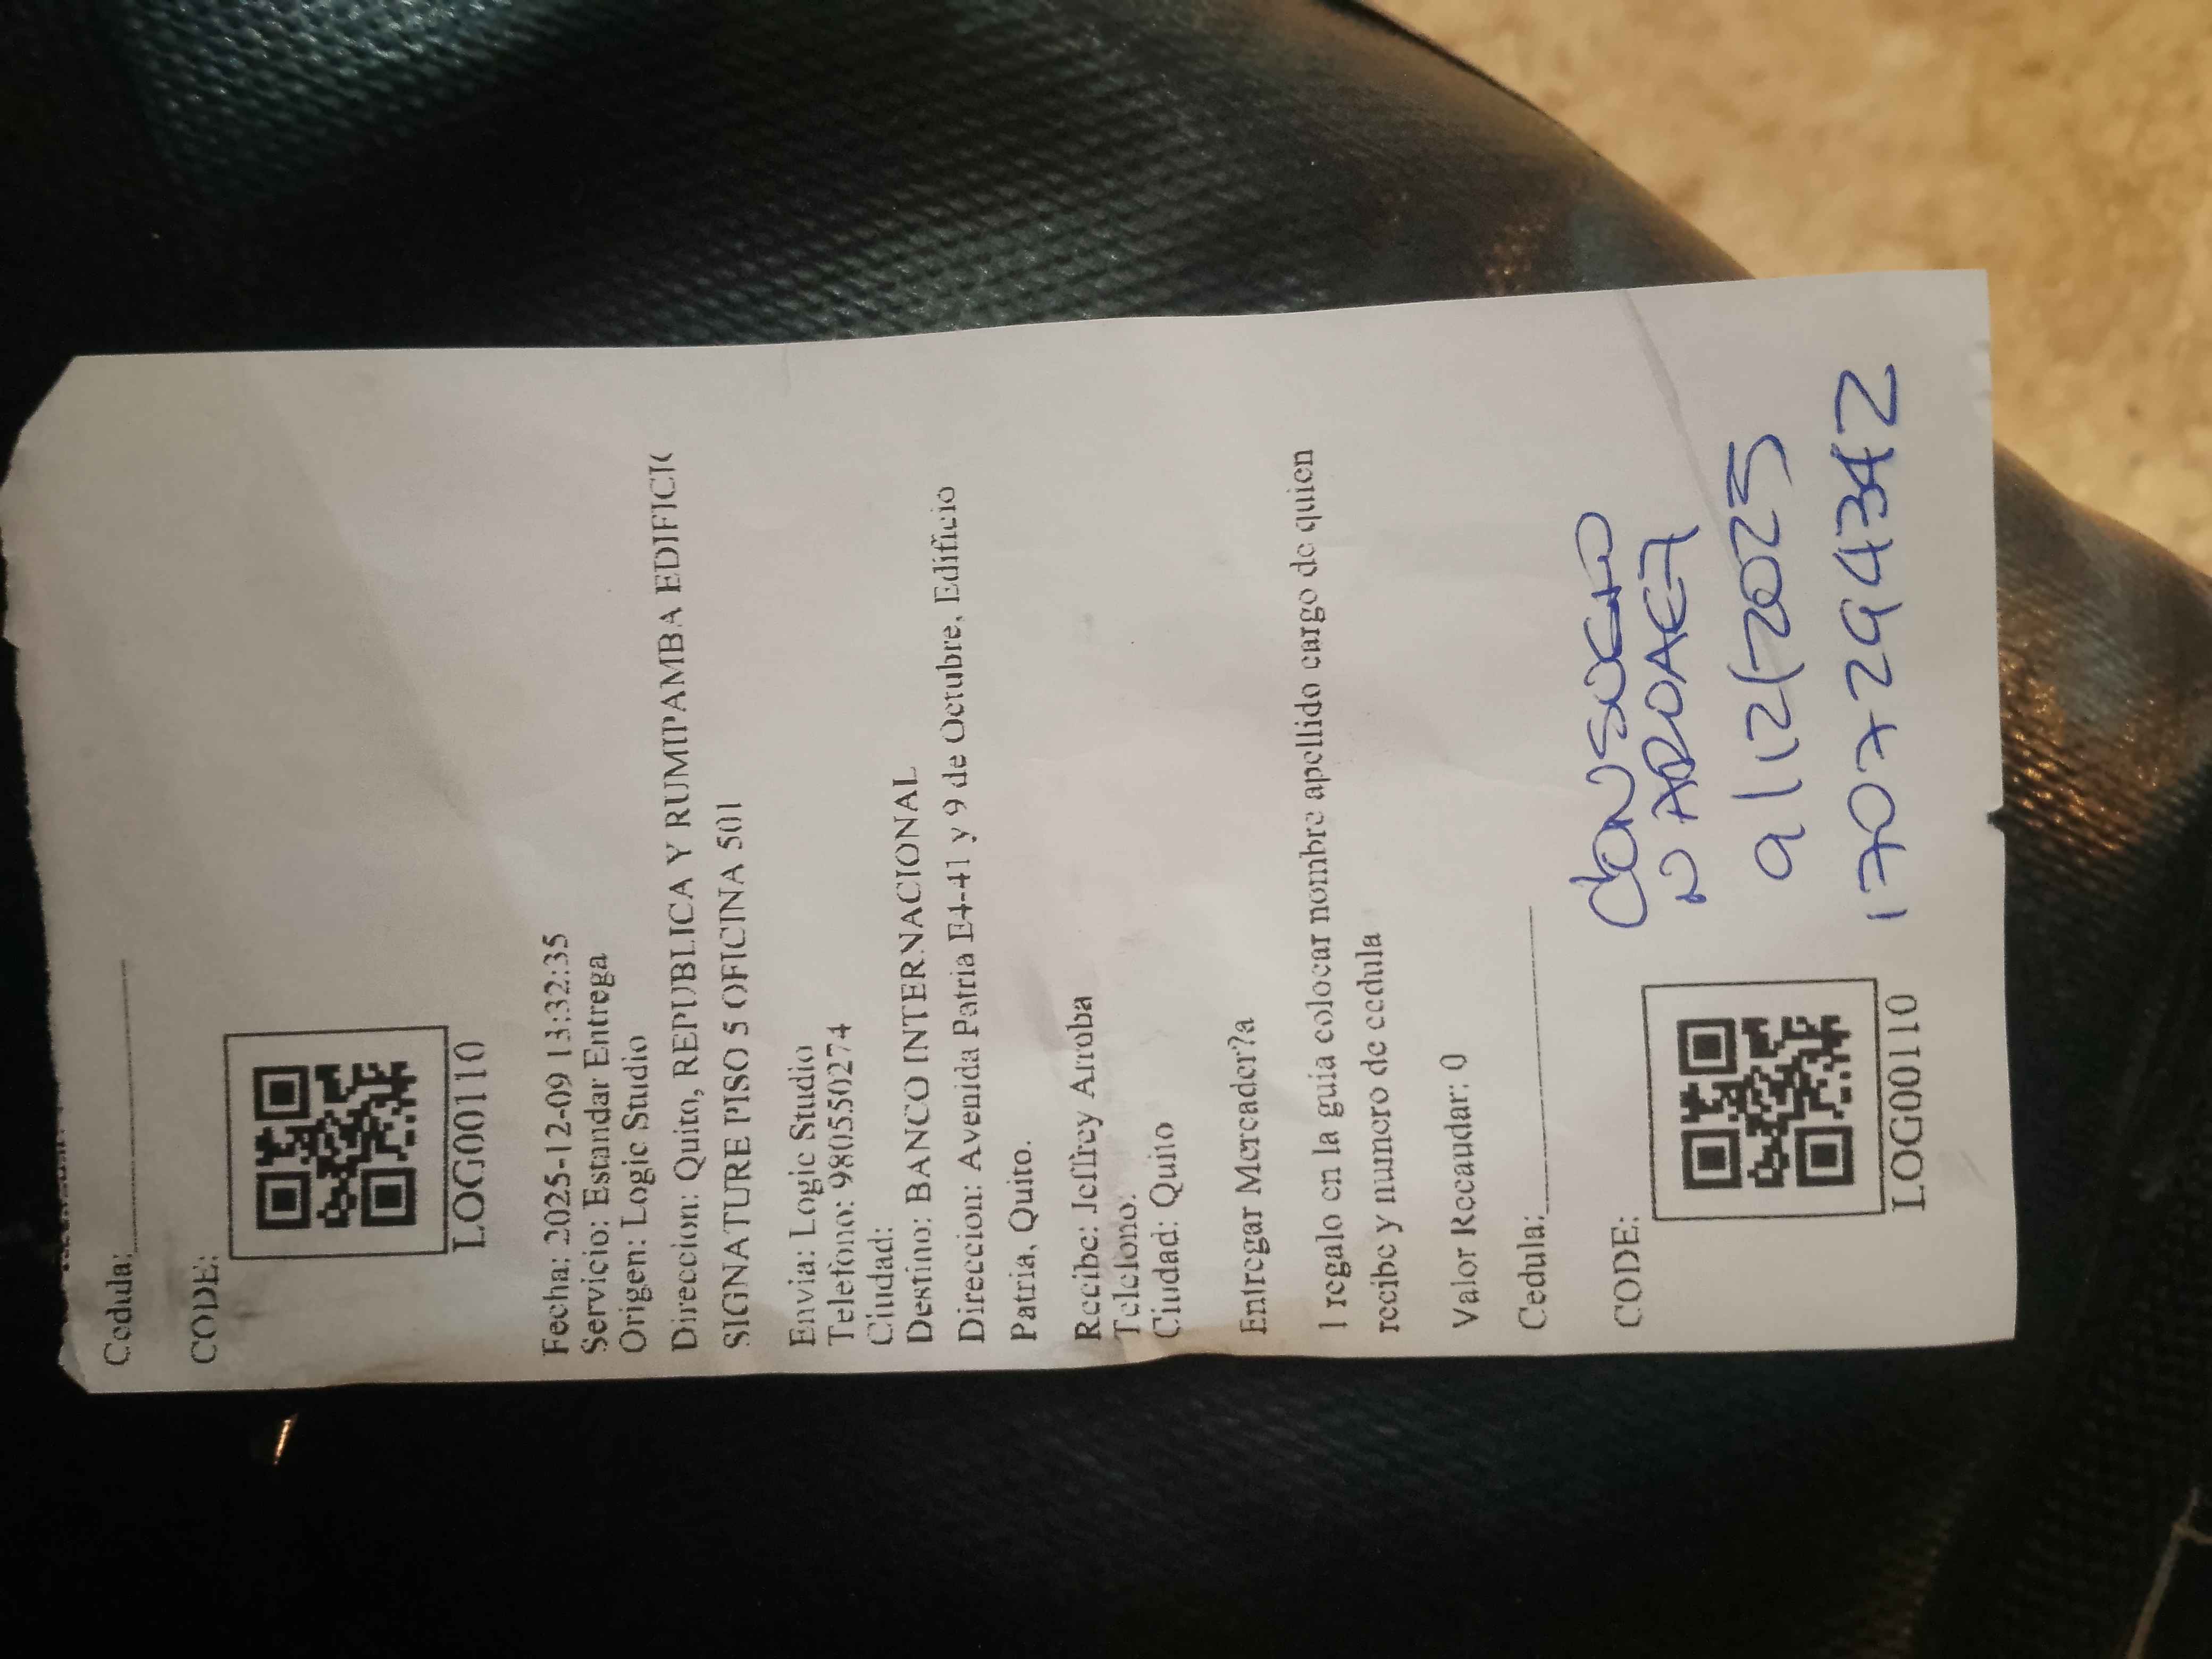 Cedula:
CODE:
LOG00110
Fecha: 2025-12-09 13:32:35
Servicio: Estandar Entrega
Origen: Logic Studio
Direccion: Quito, REPUBLICA Y RUMIPAMBA EDIFICIO
SIGNATURE PISO 5 OFICINA 501
Envia: Logic Studio
Telefono: 9805550274
Ciudad:
Destino: BANCO INTERNACIONAL
Direccion: Avenida Patria E4-41 y 9 de Octubre, Edificio
Patria, Quito.
Recibe: Jeffrey Arroba
Telefono:
Ciudad: Quito
Entregar Mercader?a
1 regalo en la guia colocar nombre apellido cargo de quien
recibe y numero de cedula
Valor Recaudar: 0
Cedula:
CODE:
LOG00110
9/12/2025